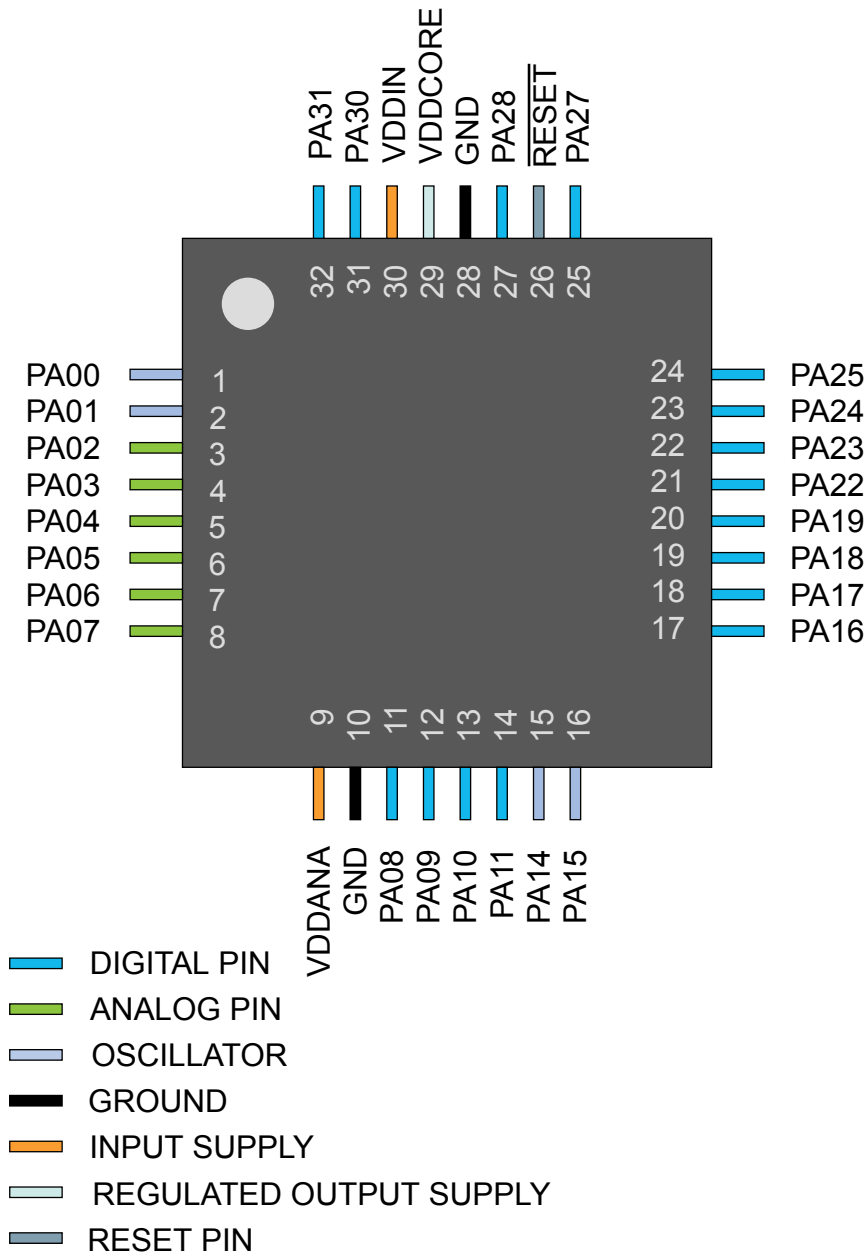 PA31
PA30
VDDIN
VDDCORE
GND
PA28
RESET
PA27
32
31
30
29
28
27
26
25
PA00
1
PA01
2
PA02
3
PA03
4
PA04
5
PA05
6
PA06
7
PA07
8
24
PA25
23
PA24
22
PA23
21
PA22
20
PA19
19
PA18
18
PA17
17
PA16
9
10
11
12
13
14
15
16
VDDANA
GND
PA08
PA09
PA10
PA11
PA14
PA15
DIGITAL PIN
ANALOG PIN
OSCILLATOR
GROUND
INPUT SUPPLY
REGULATED OUTPUT SUPPLY
RESET PIN